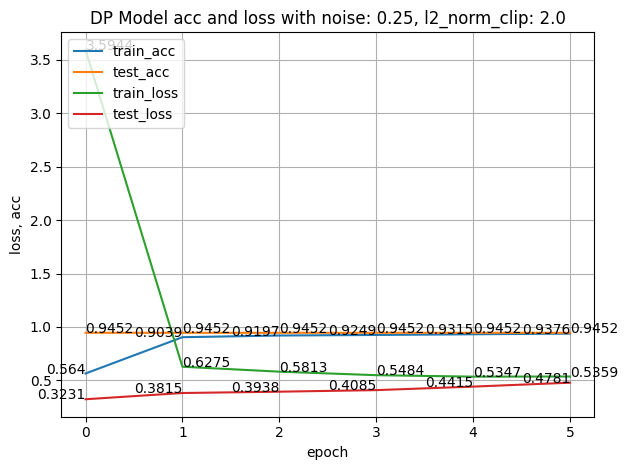 DP Model acc and loss with noise: 0.25, l2_norm_clip: 2.0
3.5944
train_acc
test_acc
train_loss
test_loss
3.5
3.0
2.5
2.0
1.5
1.0
0.5
loss, acc
0.9452 0.9452 0.9452 0.9452 0.9452 0.9452
0.564 0.9039 0.9197 0.9249 0.9315 0.9376
0.6275 0.5813 0.5484 0.5347 0.5359
0.3231 0.3815 0.3938 0.4085 0.4415 0.4781
0 1 2 3 4 5
epoch